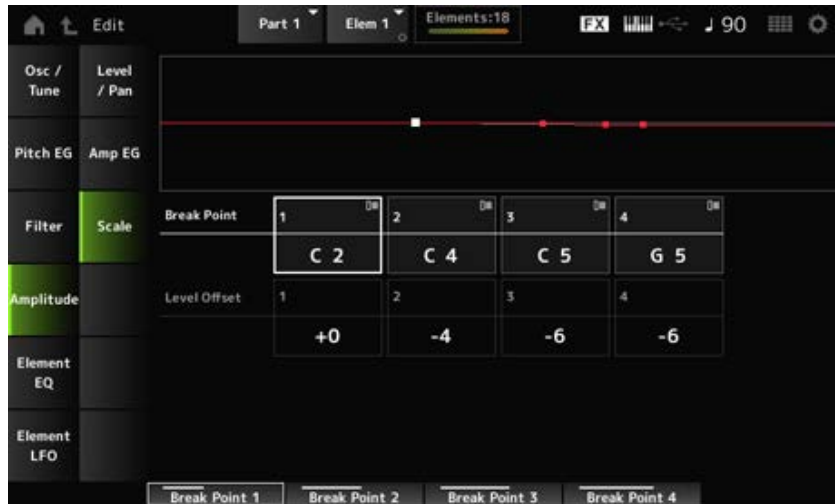 Edit
Part 1
Elem 1
Elements:18
FX
90
Osc /
Tune
Level
/ Pan
Pitch EG
Amp EG
Filter
Scale
Amplitude
Element
EQ
Element
LFO
Break Point
1
2
3
4
C 2
C 4
C 5
G 5
Level Offset
1
2
3
4
+0
-4
-6
-6
Break Point 1
Break Point 2
Break Point 3
Break Point 4